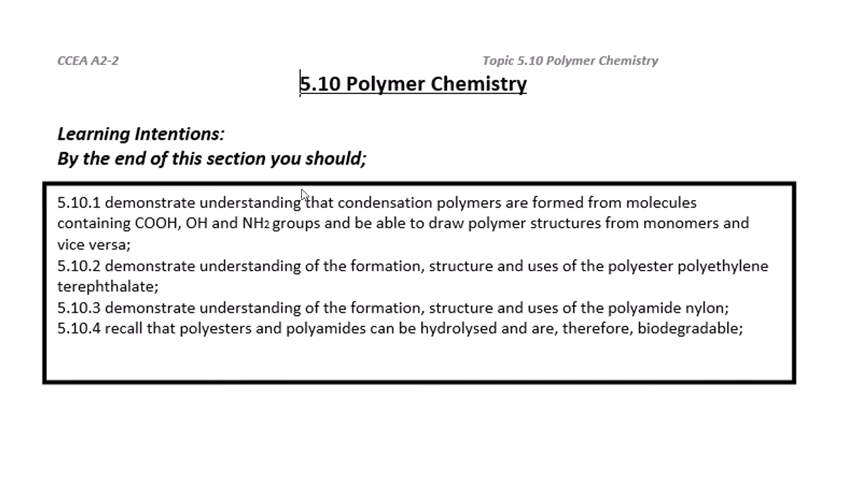 CCEA A2-2 Topic 5.10 Polymer Chemistry
5.10 Polymer Chemistry
Learning Intentions:
By the end of this section you should;
5.10.1 demonstrate understanding that condensation polymers are formed from molecules
containing COOH, OH and NH2 groups and be able to draw polymer structures from monomers and
vice versa;
5.10.2 demonstrate understanding of the formation, structure and uses of the polyester polyethylene
terephthalate;
5.10.3 demonstrate understanding of the formation, structure and uses of the polyamide nylon;
5.10.4 recall that polyesters and polyamides can be hydrolysed and are, therefore, biodegradable;